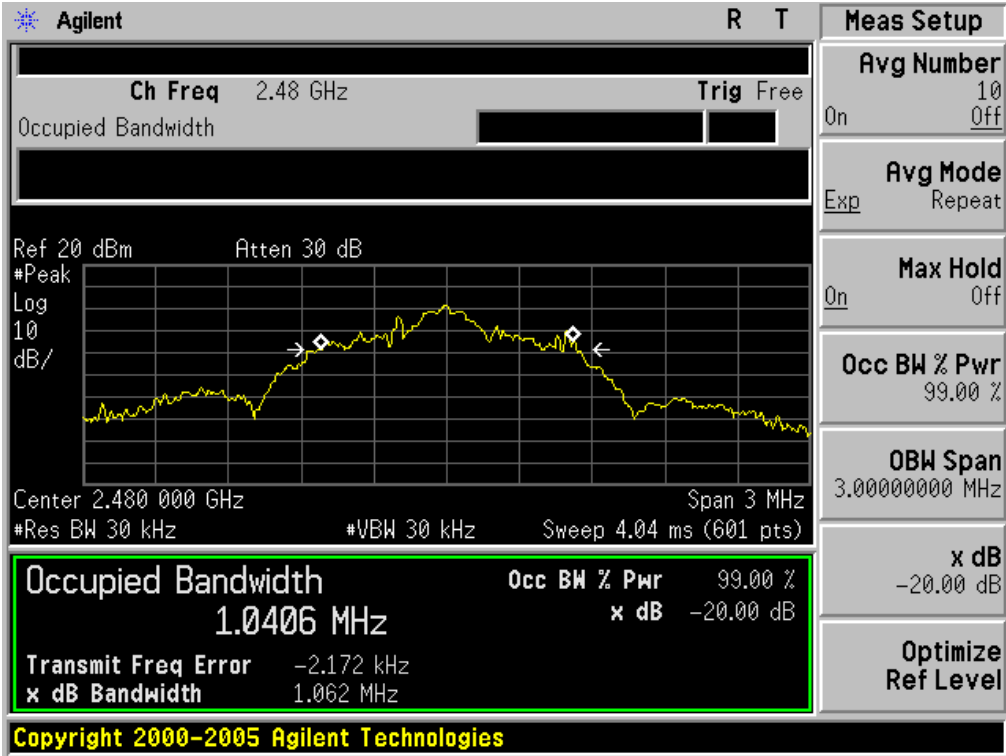 Agilent R T
Ch Freq 2.48 GHz Trig Free
Occupied Bandwidth
Ref 20 dBm Atten 30 dB
#Peak
Log
10
dB/
Center 2.480 000 GHz Span 3 MHz
#Res BW 30 kHz #VBW 30 kHz Sweep 4.04 ms (601 pts)
Occupied Bandwidth Occ BW % Pwr 99.00 %
1.0406 MHz x dB -20.00 dB
Transmit Freq Error -2.172 kHz
x dB Bandwidth 1.062 MHz
Copyright 2000-2005 Agilent Technologies
Meas Setup
Avg Number
10
On Off
Avg Mode
Exp Repeat
Max Hold
On Off
Occ BW % Pwr
99.00 %
OBW Span
3.00000000 MHz
x dB
-20.00 dB
Optimize
Ref Level